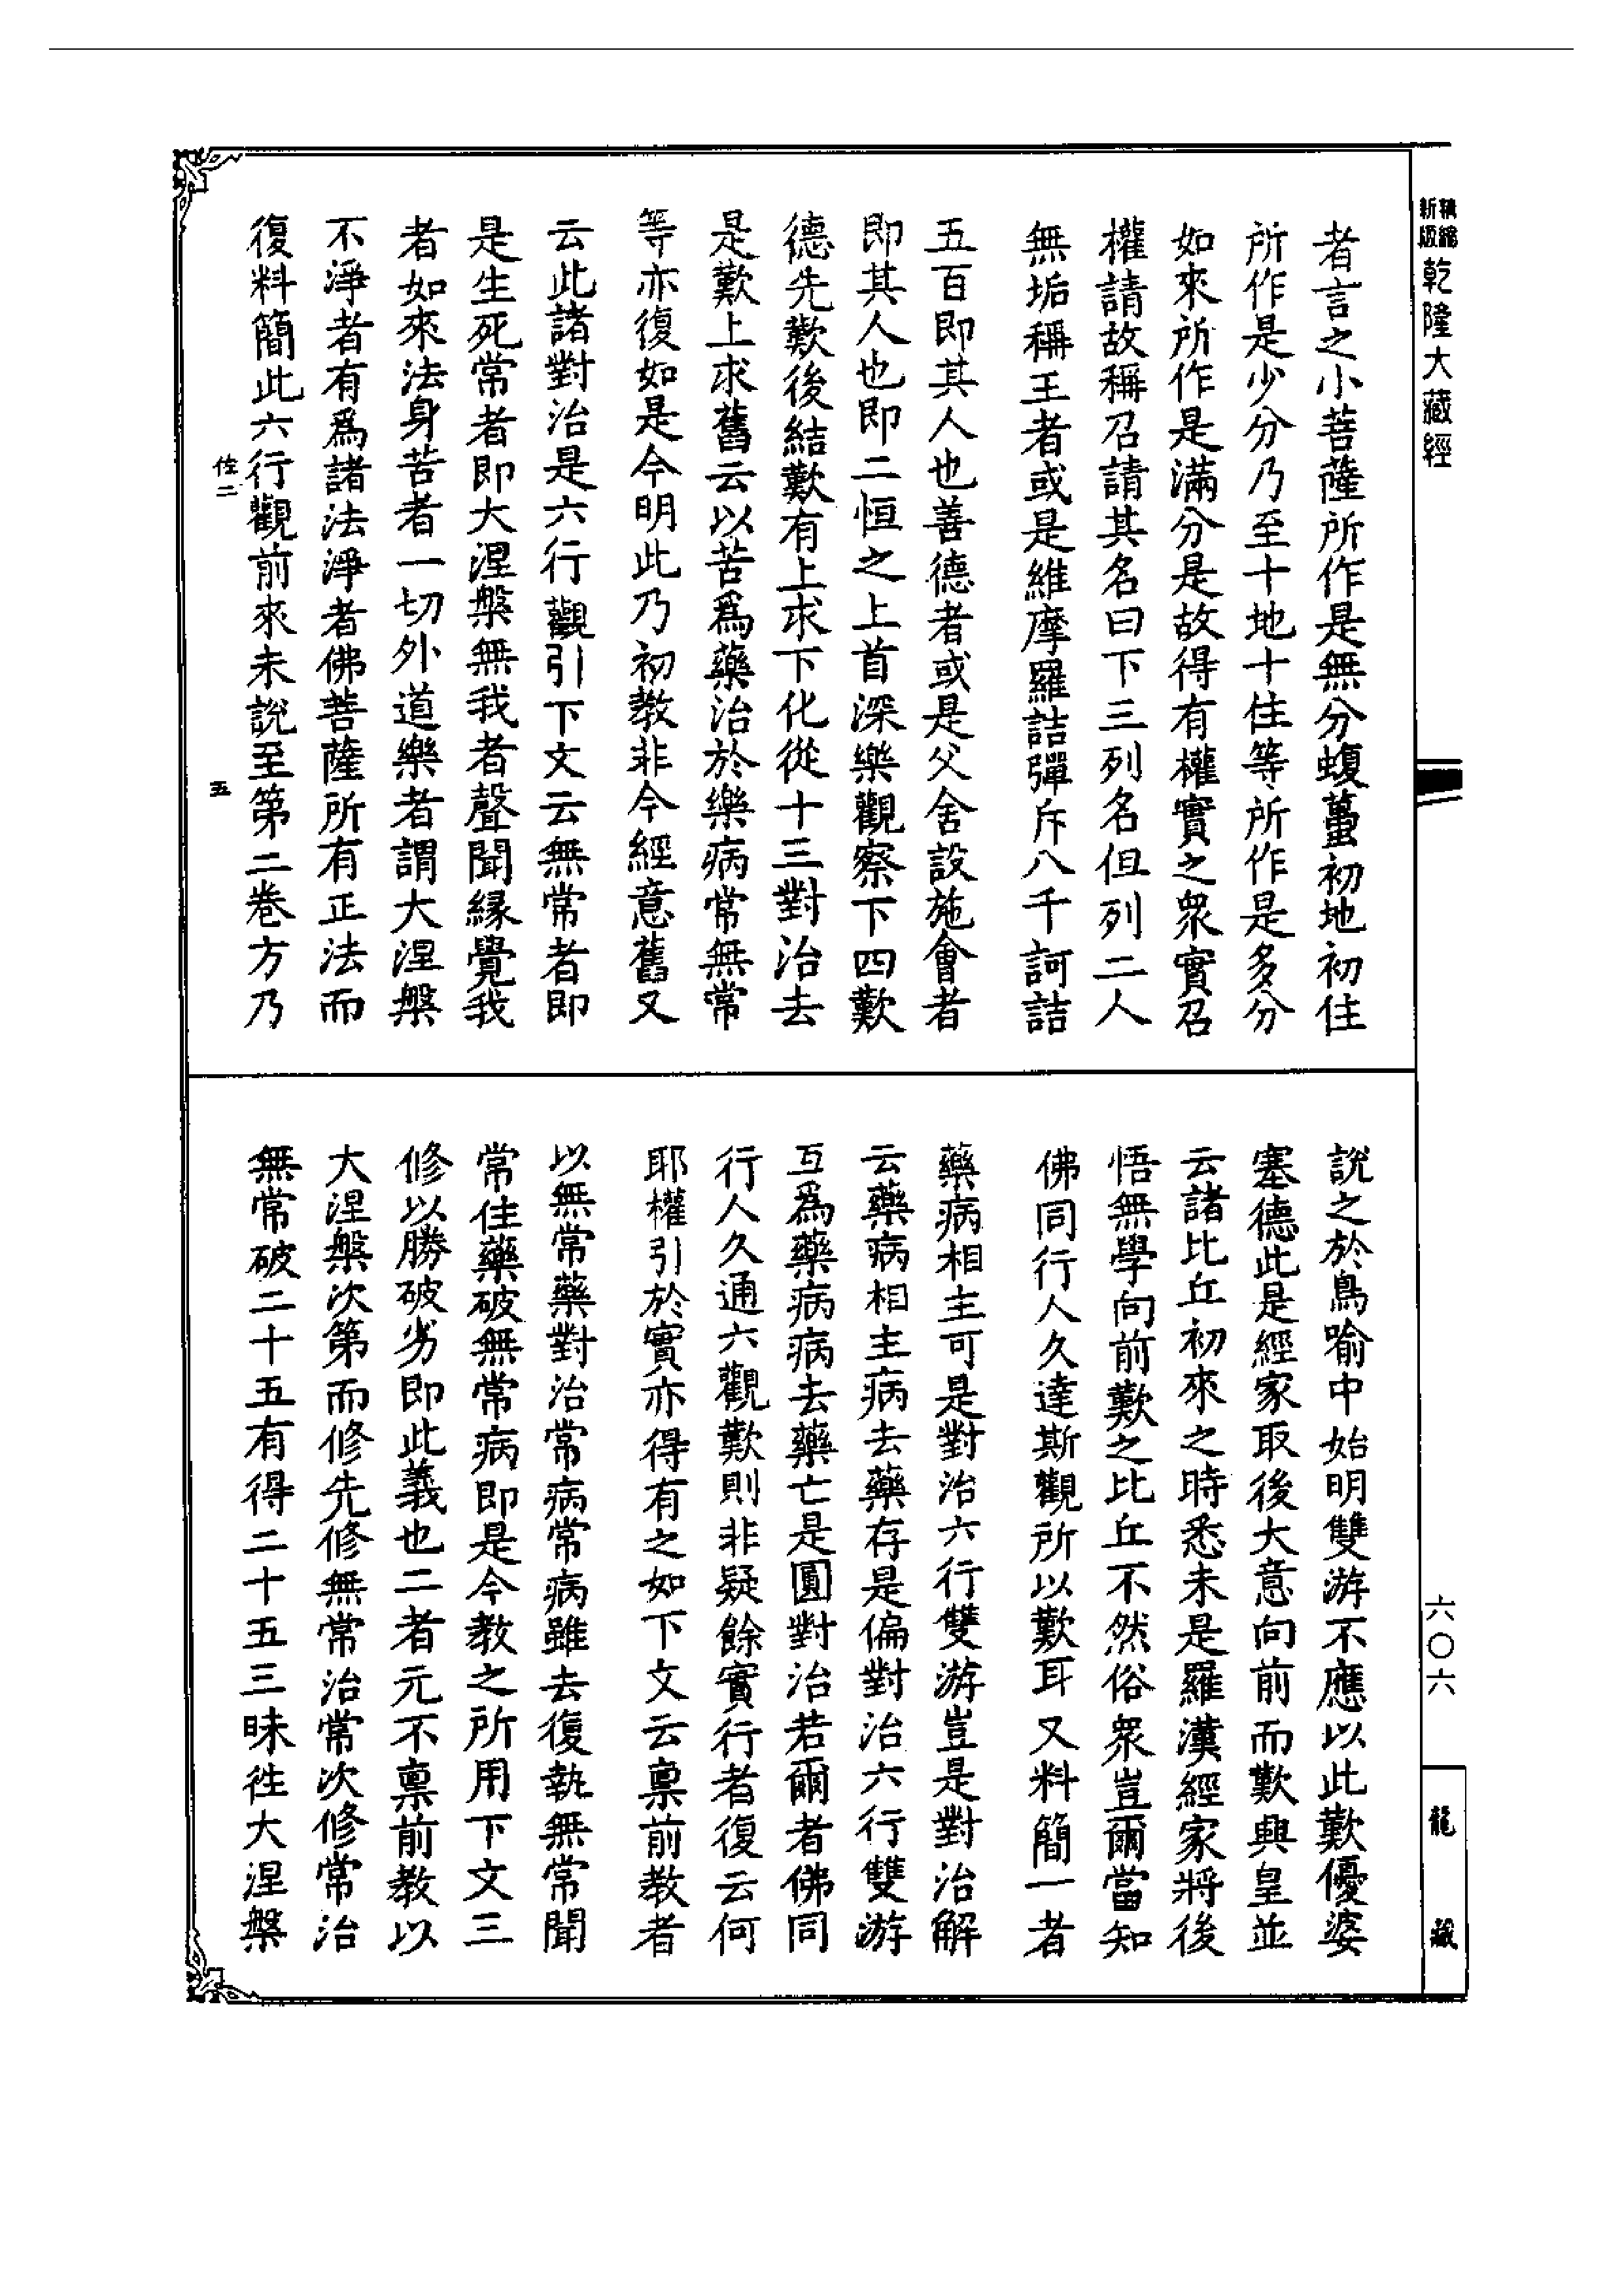 新版
精縮
乾隆大藏經
者言之小菩薩所作是無分蝮蠆初地初住
所作是少分乃至十地十住等所作是多分
如來所作是滿分是故得有權實之衆實召
權請故稱召請其名曰下三列名但列二人
無垢稱王者或是維摩羅詰彈斥八千訶詰
五百即其人也善德者或是父舍設施會者
即其人也即二恒之上首深樂觀察下四歎
德先歎後結歎有上求下化從十三對治去
是歎上求舊云以苦爲藥治於樂病常無常
等亦復如是今明此乃初教非今經意舊又
云此諸對治是六行觀引下文云無常者即
是生死常者即大涅槃無我者聲聞緣覺我
者如來法身苦者一切外道樂者謂大涅槃
不淨者有爲諸法淨者佛菩薩所有正法而
復料簡此六行觀前來未說至第二卷方乃
佐二
五
說之於鳥喻中始明雙游不應以此歎優婆
塞德此是經家取後大意向前而歎興皇並
云諸比丘初來之時悉未是羅漢經家將後
悟無學向前歎之比丘不然俗衆豈爾當知
佛同行人久達斯觀所以歎耳又料簡一者
藥病相主可是對治六行雙游豈是對治解
云藥病相主病去藥存是偏對治六行雙游
互爲藥病病去藥亡是圓對治若爾者佛同
行人久通六觀歎則非疑餘實行者復云何
耶權引於實亦得有之如下文云稟前教者
以無常藥對治常病常病雖去復執無常聞
常住藥破無常病即是今教之所用下文三
修以勝破劣即此義也二者元不稟前教以
大涅槃次第而修先修無常治常次修常治
無常破二十五有得二十五三昧徃大涅槃
六〇六
龍藏